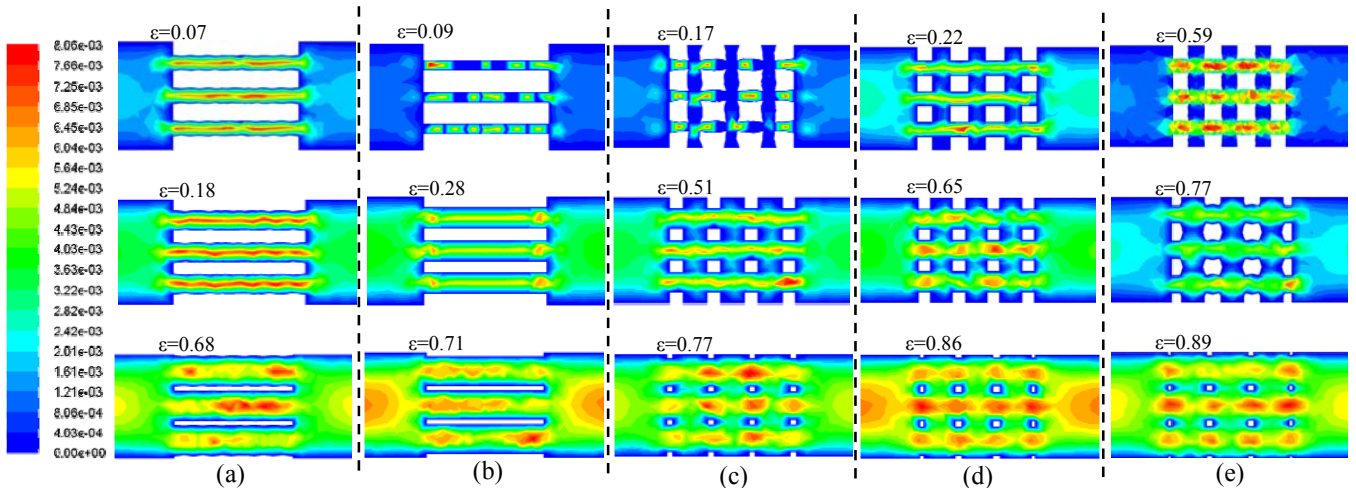 ε=0.07
ε=0.09
ε=0.17
ε=0.22
ε=0.59
8.06e-03
7.66e-03
7.25e-03
6.85e-03
6.45e-03
6.04e-03
5.24e-03
4.84e-03
4.43e-03
4.03e-03
3.63e-03
3.22e-03
2.82e-03
2.42e-03
2.01e-03
1.61e-03
1.21e-03
8.06e-04
4.03e-04
0.00e+00
ε=0.18
ε=0.28
ε=0.51
ε=0.65
ε=0.77
ε=0.68
ε=0.71
ε=0.77
ε=0.86
ε=0.89
(a)
(b)
(c)
(d)
(e)